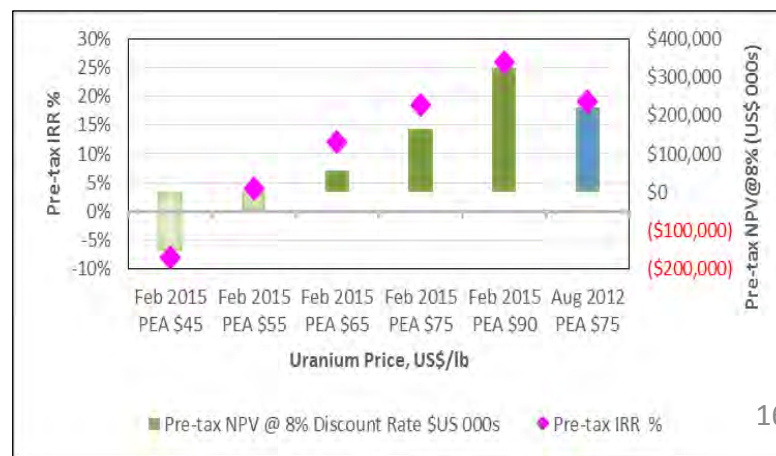 30%
25%
20%
15%
10%
5%
0%
-5%
-10%
Pre-tax IRR %
$400,000
$300,000
$200,000
$100,000
$0
($100,000)
($200,000)
Pre-tax NPV@8% (US$ 000s)
Feb 2015 Feb 2015 Feb 2015 Feb 2015 Feb 2015 Aug 2012
PEA $45 PEA $55 PEA $65 PEA $75 PEA $90 PEA $75
Uranium Price, US$/lb
Pre-tax NPV @ 8% Discount Rate $US 000s Pre-tax IRR %